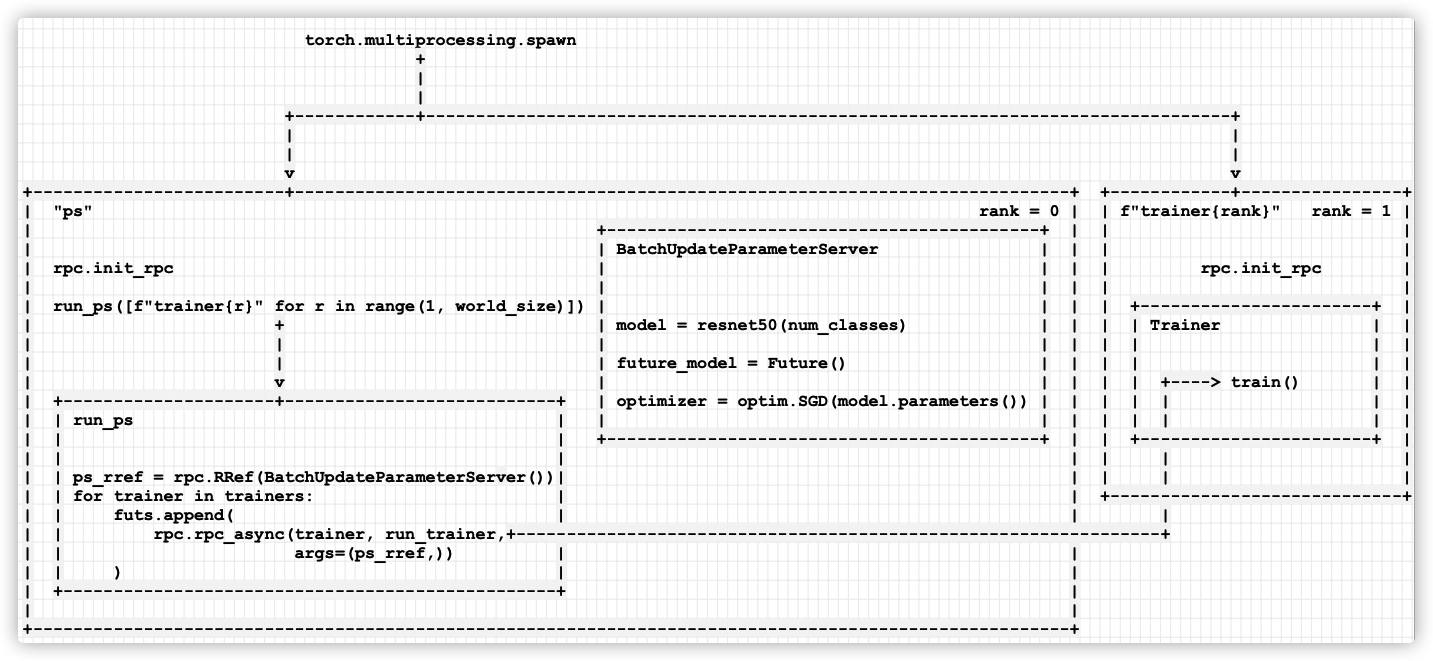 torch.multiprocessing.spawn
"ps"
rank = 0
rpc.init_rpc
run_ps([f"trainer{r}" for r in range(1, world_size)])
run_ps
ps_rref = rpc.RRef(BatchUpdateParameterServer())
for trainer in trainers:
futs.append(
rpc.rpc_async(trainer, run_trainer,
args=(ps_rref,))
)
BatchUpdateParameterServer
model = resnet50(num_classes)
future_model = Future()
optimizer = optim.SGD(model.parameters())
f"trainer{rank}" rank = 1
rpc.init_rpc
Trainer
train()